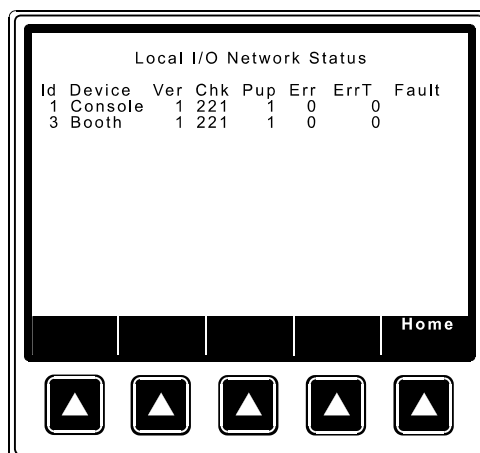 Local I/O Network Status
Id Device Ver Chk Pup Err ErrT Fault
1 Console 1 221 1 0 0
3 Booth 1 221 1 0 0
Home